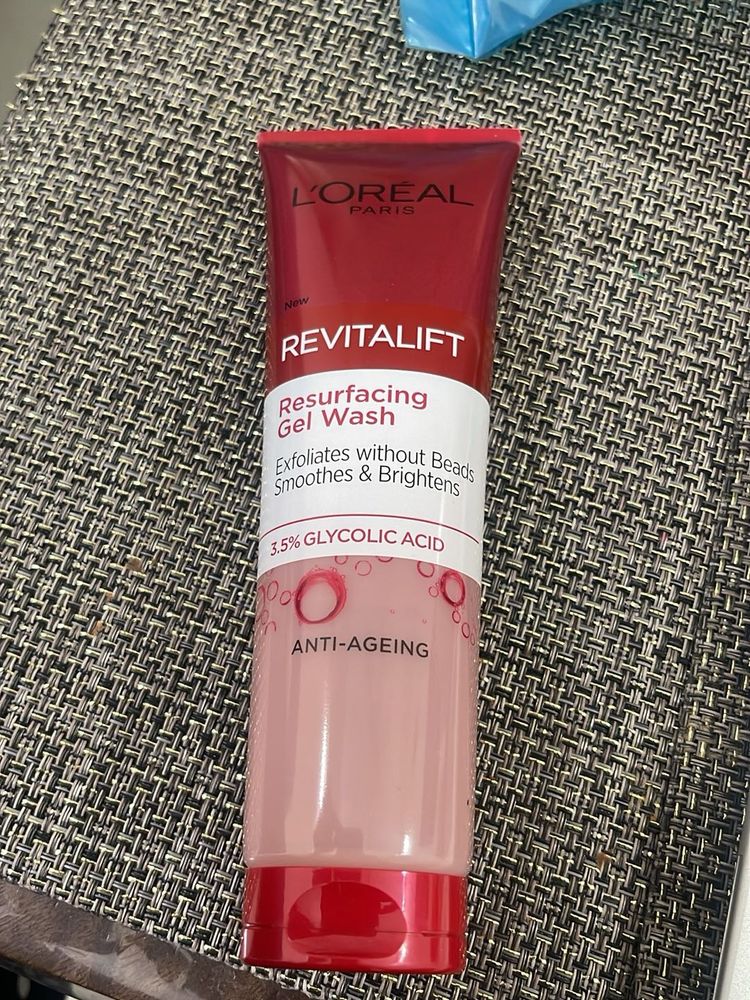 L'ORÉAL
PARIS
New
REVITALIFT
Resurfacing
Gel Wash
Exfoliates without Beads
Smoothes & Brightens
3.5% GLYCOLIC ACID
ANTI-AGEING